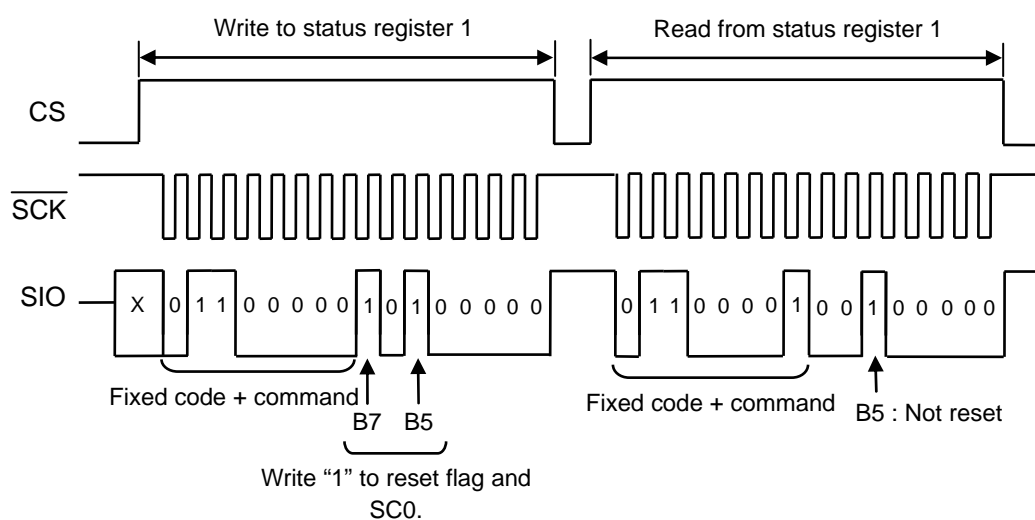 Write to status register 1
Read from status register 1
CS
SCK
SIO
X 0 1 1 0 0 0 0 0 1 0 1 0 0 0 0 0
0 1 1 0 0 0 0 1 0 0 1 0 0 0 0 0
Fixed code + command
B7 B5
Write “1” to reset flag and
SC0.
Fixed code + command
B5 : Not reset